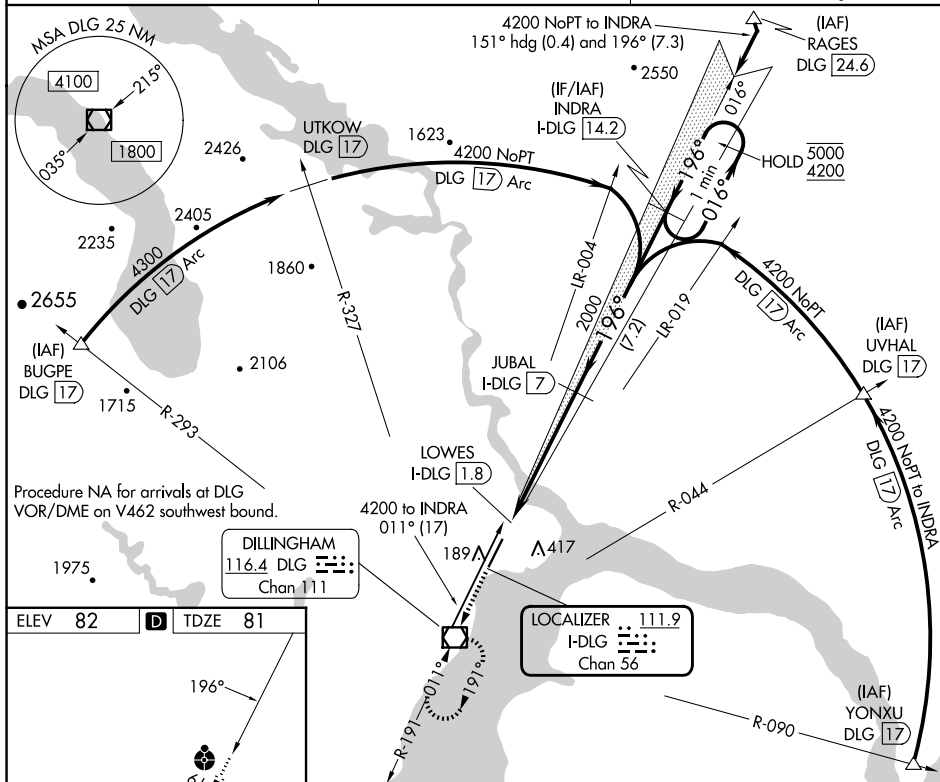 MSA DLG 25 NM
4100
215°
035°
1800
4200 NoPT to INDRA
151° hdg (0.4) and 196° (7.3)
(IAF)
RAGES
DLG 24.6
2550
(IF/IAF)
INDRA
I-DLG 14.2
016°
196°
1 min
016°
HOLD 5000
4200
UTKOW
DLG 17
1623
4200 NoPT
DLG 17 Arc
2426
2405
2235
4300
DLG 17 Arc
1860
2655
R-327
LR-004
2000
196°
(7.2)
LR-019
4200 NoPT
DLG 17 Arc
(IAF)
BUGPE
DLG 17
2106
1715
R-293
JUBAL
I-DLG 7
(IAF)
UVHAL
DLG 17
4200 NoPT to INDRA
DLG 17 Arc
R-044
LOWES
I-DLG 1.8
Procedure NA for arrivals at DLG
VOR/DME on V462 southwest bound.
4200 to INDRA
011° (17)
189
417
1975
DILLINGHAM
116.4 DLG
Chan 111
LOCALIZER 111.9
I-DLG
Chan 56
ELEV 82 D TDZE 81
196°
011°
191°
R-191
R-090
(IAF)
YONXU
DLG 17